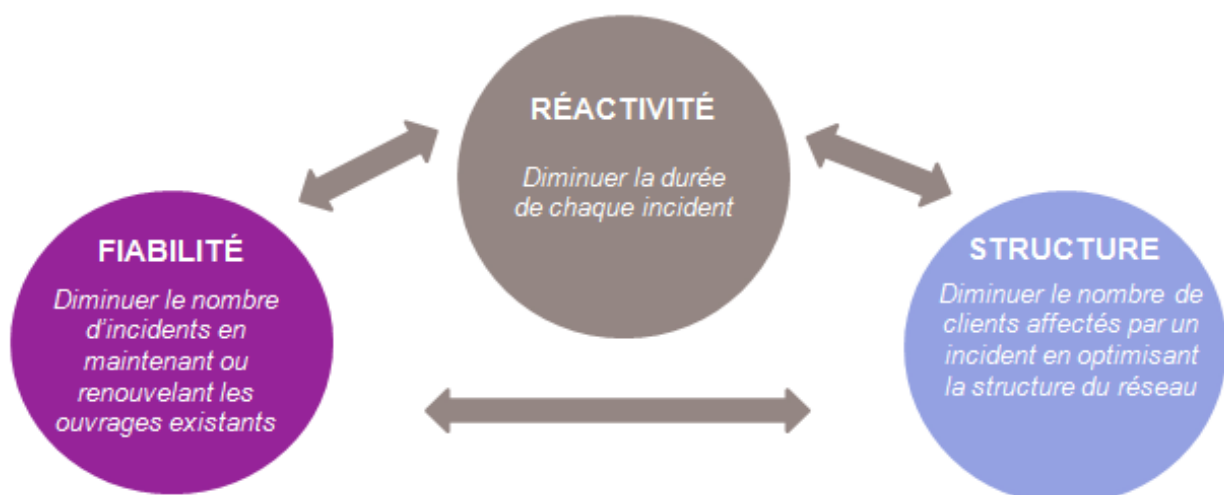 RÉACTIVITÉ
Diminuer la durée
de chaque incident
FIABILITÉ
Diminuer le nombre
d'incidents en
maintenant ou
renouvelant les
ouvrages existants
STRUCTURE
Diminuer le nombre de
clients affectés par un
incident en optimisant
la structure du réseau